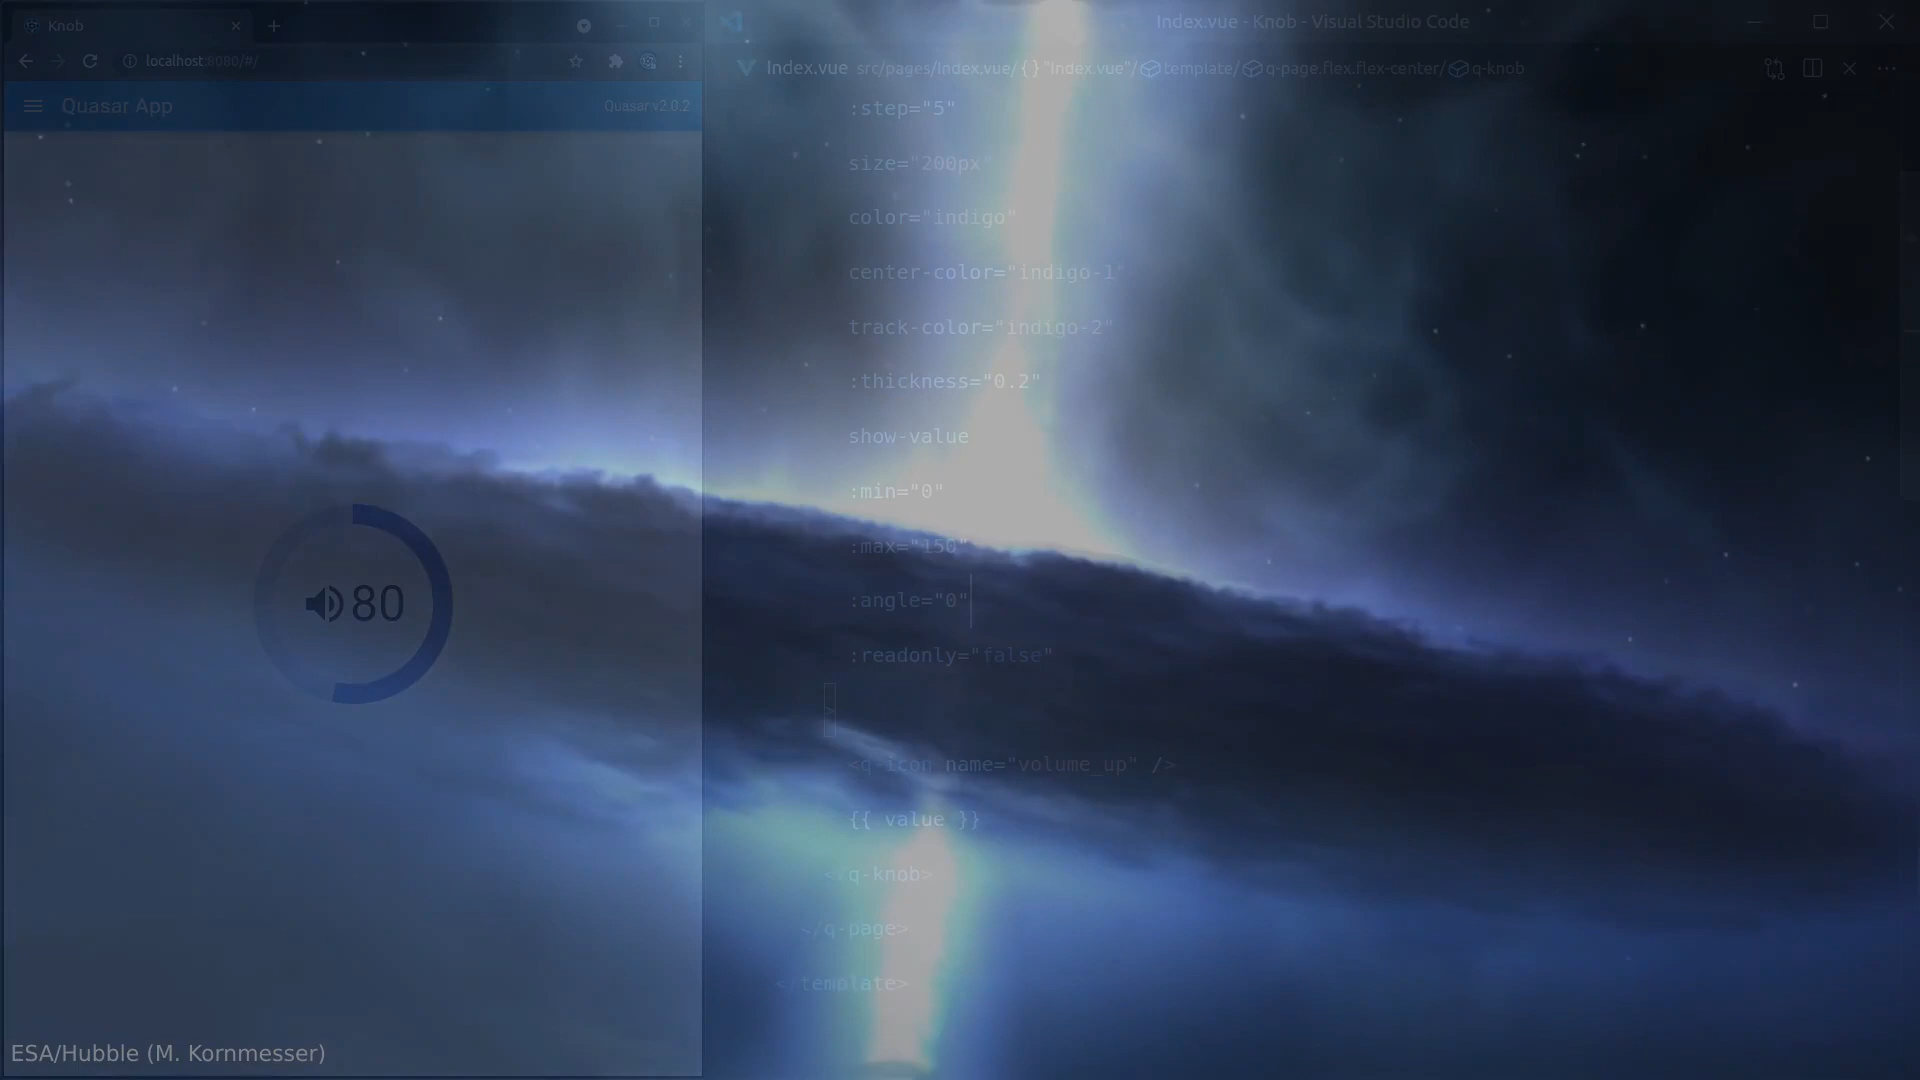 Knob
localhost:8080/#/
Quasar App
Quasar v2.0.2
80
ESA/Hubble (M. Kornmesser)
Index.vue - Knob - Visual Studio Code
Index.vue src/pages/Index.vue/{}"Index.vue"/template/q-page.flex.flex-center/q-knob
:step="5"
size="200px"
color="indigo"
center-color="indigo-1"
track-color="indigo-2"
:thickness="0.2"
show-value
:min="0"
:max="150"
:angle="0"
:readonly="false"
>
<q-icon name="volume_up" />
{{ value }}
</q-knob>
</q-page>
</template>